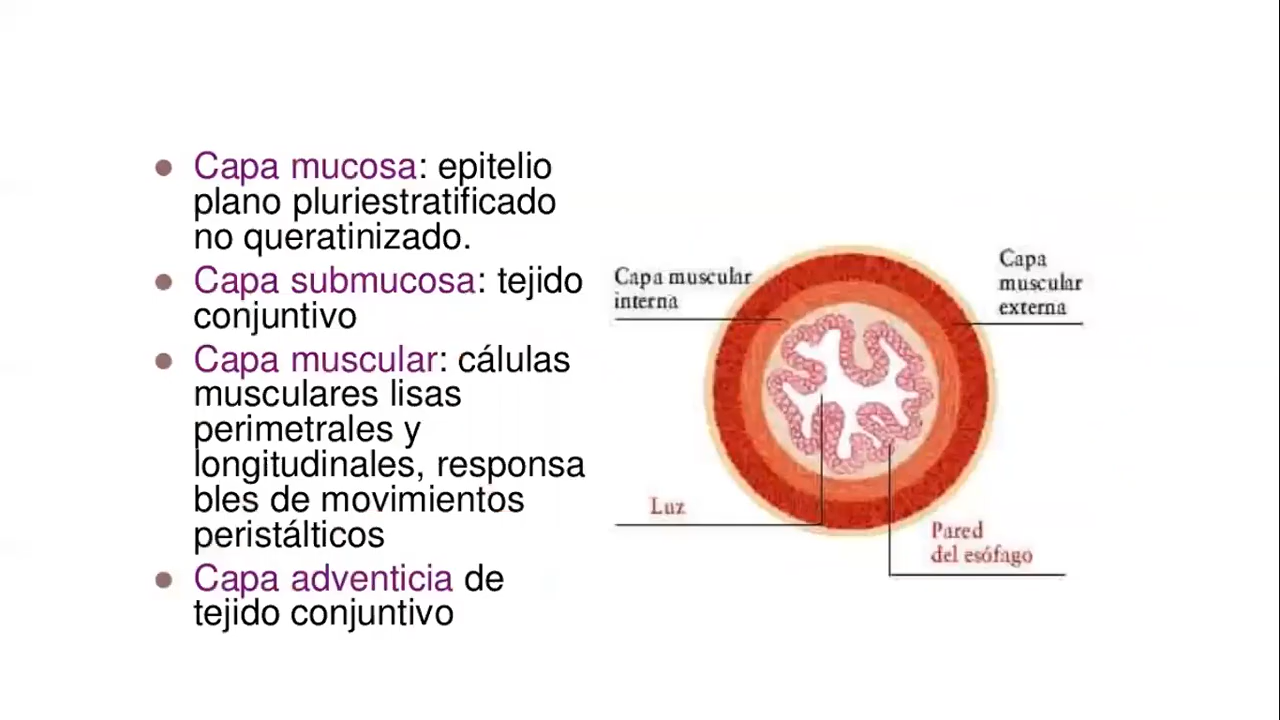 ● Capa mucosa: epitelio
plano pluriestratificado
no queratinizado.
● Capa submucosa: tejido
conjuntivo
● Capa muscular: cálulas
musculares lisas
perimetrales y
longitudinales, responsa
bles de movimientos
peristálticos
● Capa adventicia de
tejido conjuntivo
Capa muscular
interna
Capa
muscular
externa
Luz
Pared
del esófago